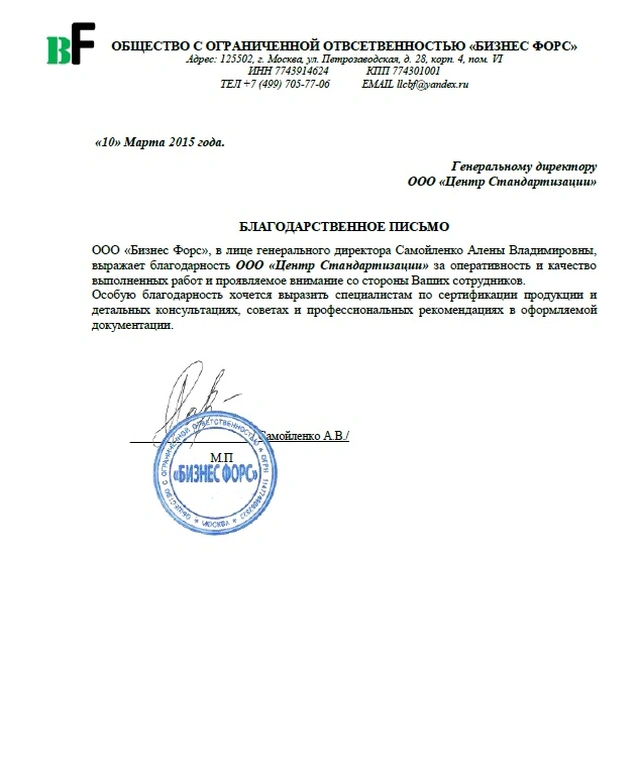 BF
ОБЩЕСТВО С ОГРАНИЧЕННОЙ ОТВСЕТВЕННОСТЬЮ «БИЗНЕС ФОРС»
Адрес: 125502, г. Москва, ул. Петрозаводская, д. 28, корп. 4, пом. VI
ИНН 7743914624 КПП 774301001
ТЕЛ +7 (499) 705-77-06 EMAIL llcbf@yandex.ru
«10» Марта 2015 года.
Генеральному директору
ООО «Центр Стандартизации»
БЛАГОДАРСТВЕННОЕ ПИСЬМО
ООО «Бизнес Форс», в лице генерального директора Самойленко Алены Владимировны,
выражает благодарность ООО «Центр Стандартизации» за оперативность и качество
выполненных работ и проявляемое внимание со стороны Ваших сотрудников.
Особую благодарность хочется выразить специалистам по сертификации продукции и
детальных консультациях, советах и профессиональных рекомендациях в оформляемой
документации.
Самойленко А.В./
М.П
«БИЗНЕС ФОРС»
ОБЩЕСТВО С ОГРАНИЧЕННОЙ ОТВЕТСТВЕННОСТЬЮ * ОГРН
* МОСКВА *